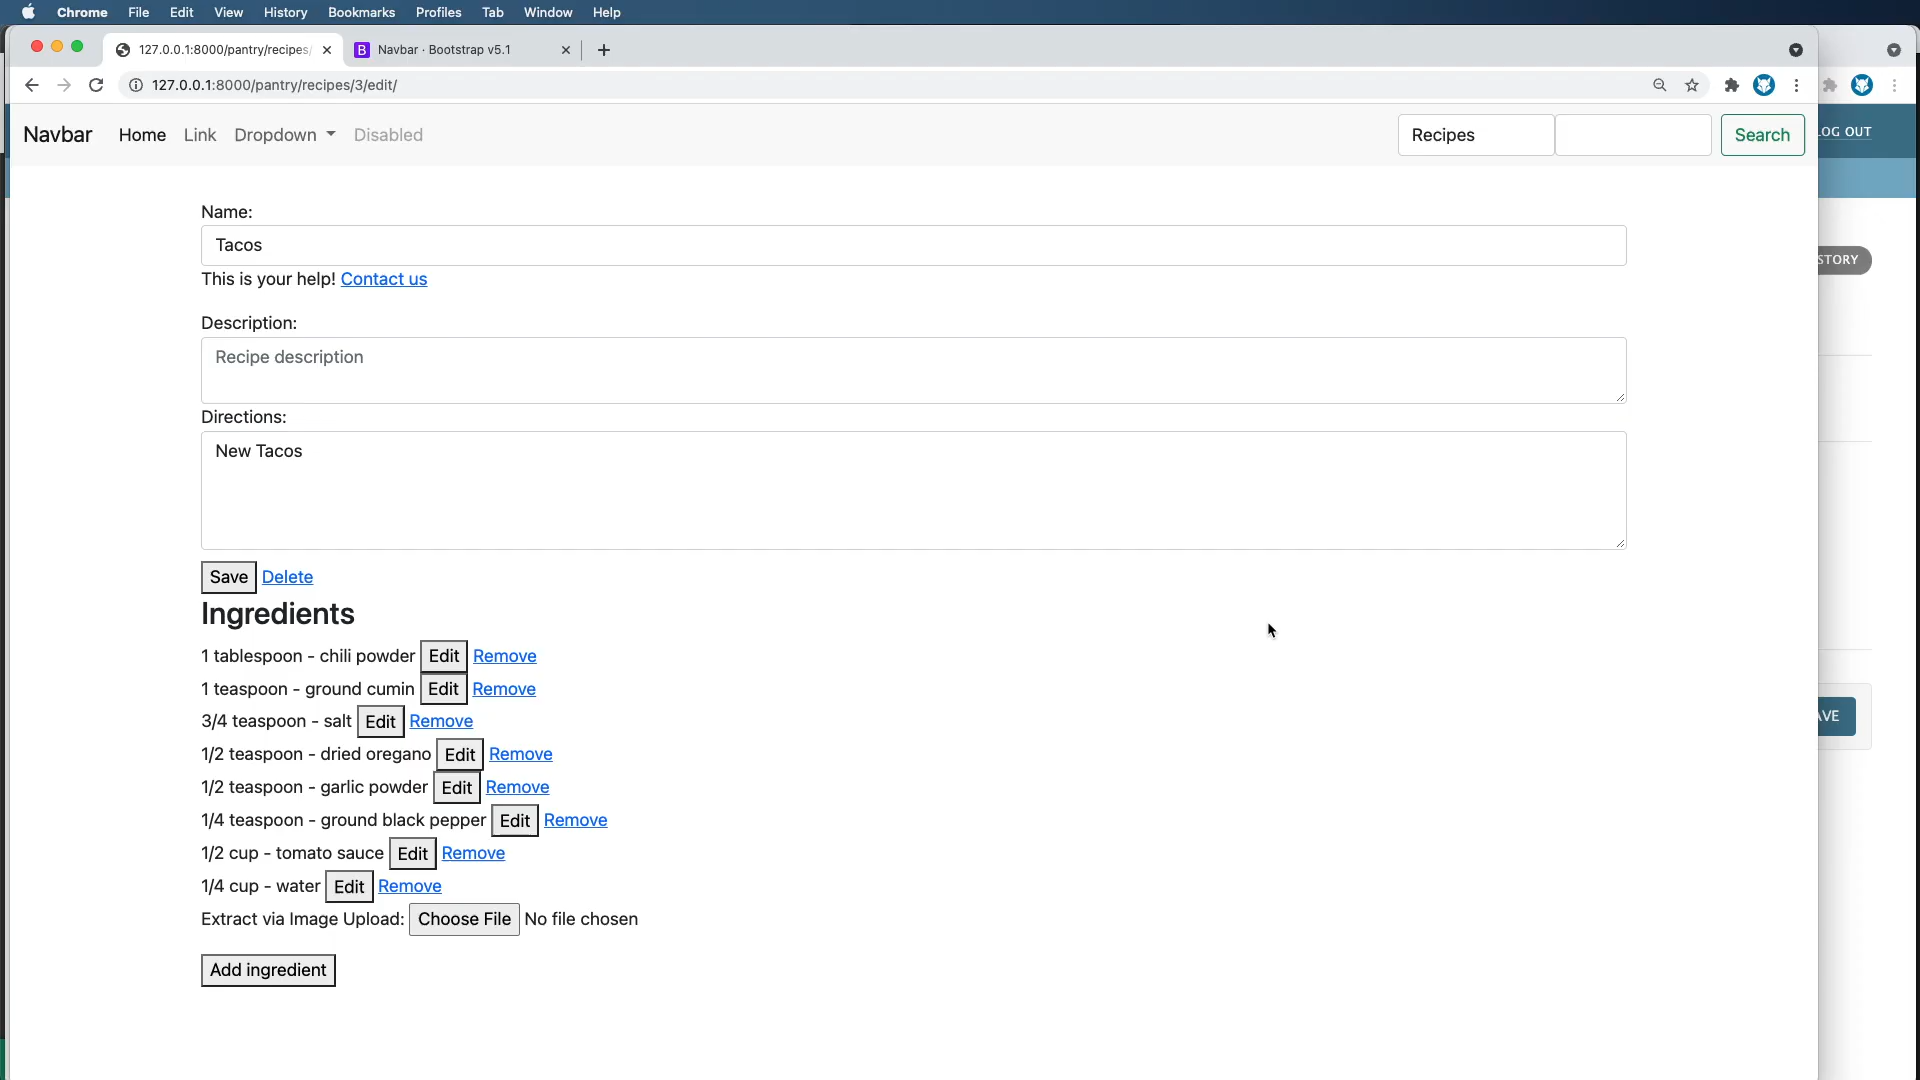 Chrome File Edit View History Bookmarks Profiles Tab Window Help
127.0.0.1:8000/pantry/recipes/ Navbar · Bootstrap v5.1
127.0.0.1:8000/pantry/recipes/3/edit/
Navbar Home Link Dropdown Disabled Recipes Search
LOG OUT
Name:
Tacos
STORY
This is your help! Contact us
Description:
Recipe description
Directions:
New Tacos
Save Delete
Ingredients
1 tablespoon - chili powder Edit Remove
1 teaspoon - ground cumin Edit Remove
AVE
3/4 teaspoon - salt Edit Remove
1/2 teaspoon - dried oregano Edit Remove
1/2 teaspoon - garlic powder Edit Remove
1/4 teaspoon - ground black pepper Edit Remove
1/2 cup - tomato sauce Edit Remove
1/4 cup - water Edit Remove
Extract via Image Upload: Choose File No file chosen
Add ingredient